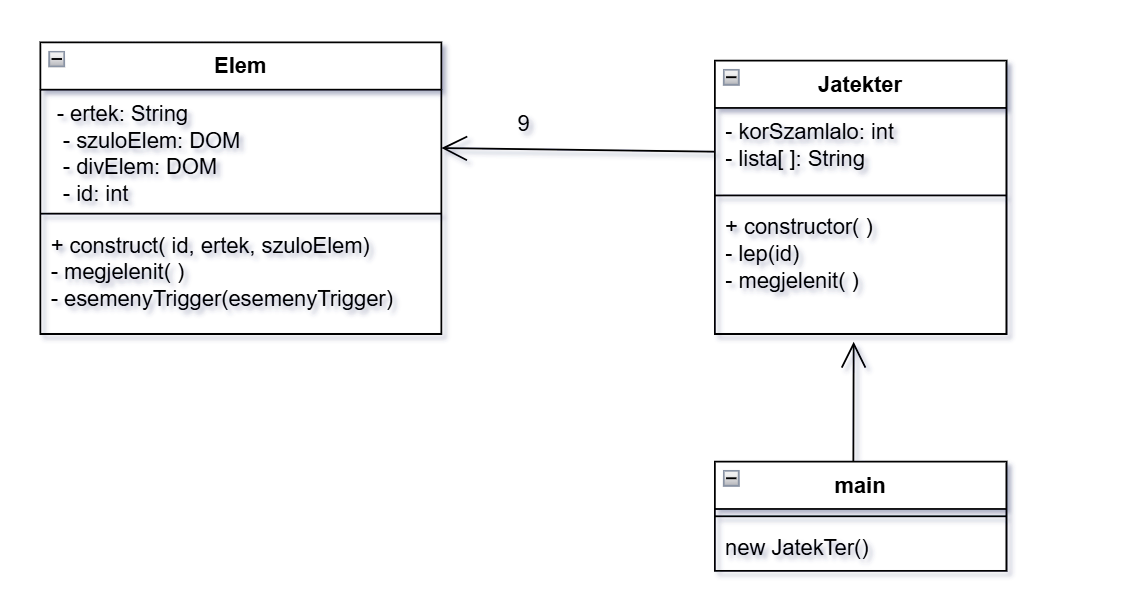 Elem
- ertek: String
- szuloElem: DOM
- divElem: DOM
- id: int
+ construct( id, ertek, szuloElem)
- megjelenit( )
- esemenyTrigger(esemenyTrigger)
9
Jatekter
- korSzamlalo: int
- lista[ ]: String
+ constructor( )
- lep(id)
- megjelenit( )
main
new JatekTer()